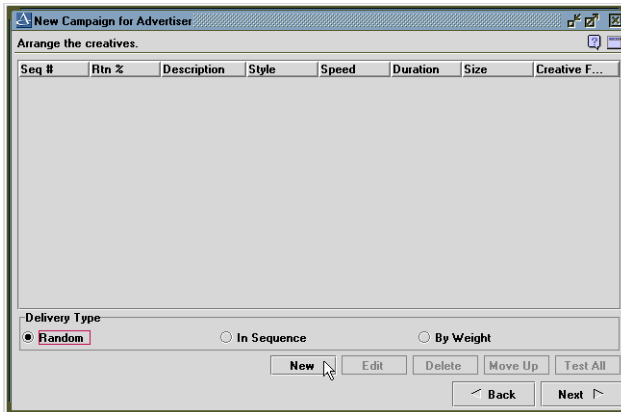 New Campaign for Advertiser
Arrange the creatives.
Seq # Rtn % Description Style Speed Duration Size Creative F...
Delivery Type
Random In Sequence By Weight
New Edit Delete Move Up Test All
Back Next